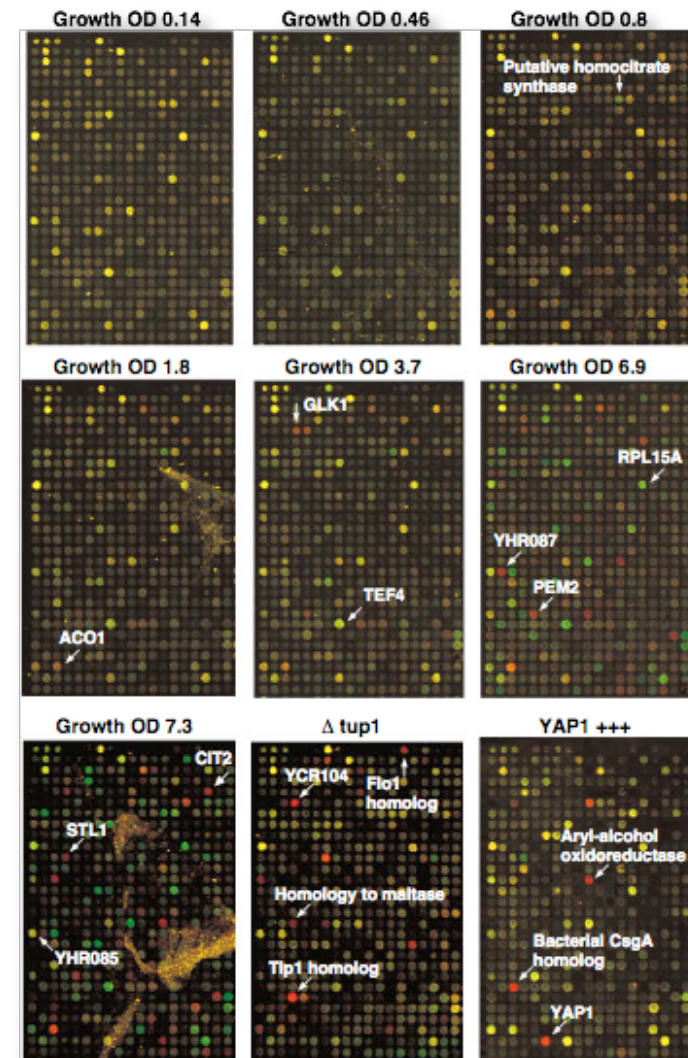 Growth OD 0.14
Growth OD 0.46
Growth OD 0.8
Putative homocitrate
synthase
Growth OD 1.8
Growth OD 3.7
Growth OD 6.9
GLK1
RPL15A
YHR087
PEM2
TEF4
ACO1
Growth OD 7.3
Δ tup1
YAP1 +++
CIT2
YCR104
Flo1
homolog
STL1
Aryl-alcohol
oxidoreductase
Homology to maltase
YHR085
Bacterial CsgA
homolog
Tip1 homolog
YAP1